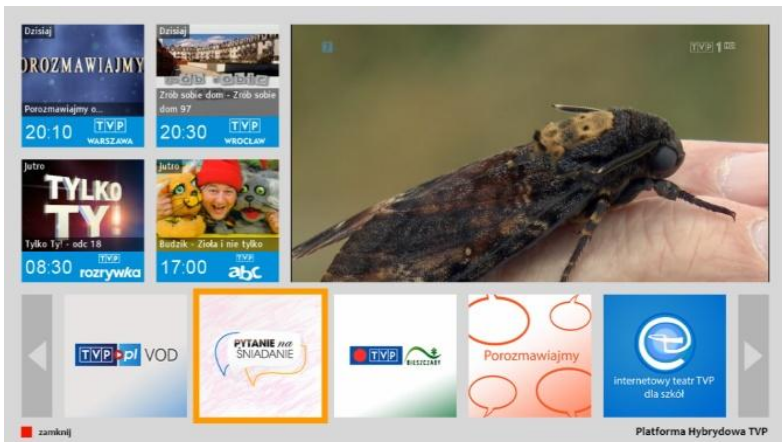 Dzisiaj
POROZMAWIAJMY
Porozmawiajmy o...
20:10 TVP
WARSZAWA
Dzisiaj
Zrób sobie dom - Zrób sobie
dom 97
20:30 TVP
WROCŁAW
Jutro
TYLKO
TY!
Tylko Ty! - odc 18
08:30 TVP
rozrywka
Jutro
Budzik - Zioła i nie tylko
17:00 TVP
abc
TVP 1 HD
TVP pl VOD
PYTANIE na
ŚNIADANIE
TVP BIESZCZADY
Porozmawiajmy
e
internetowy teatr TVP
dla szkół
zamknij
Platforma Hybrydowa TVP